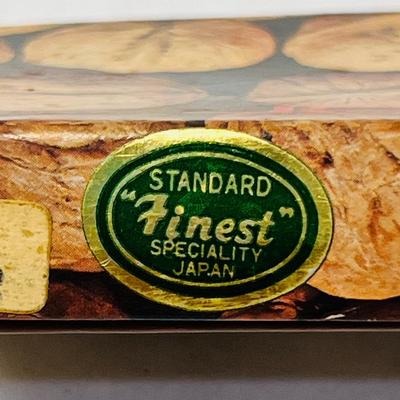 STANDARD
"Finest"
SPECIALITY
JAPAN